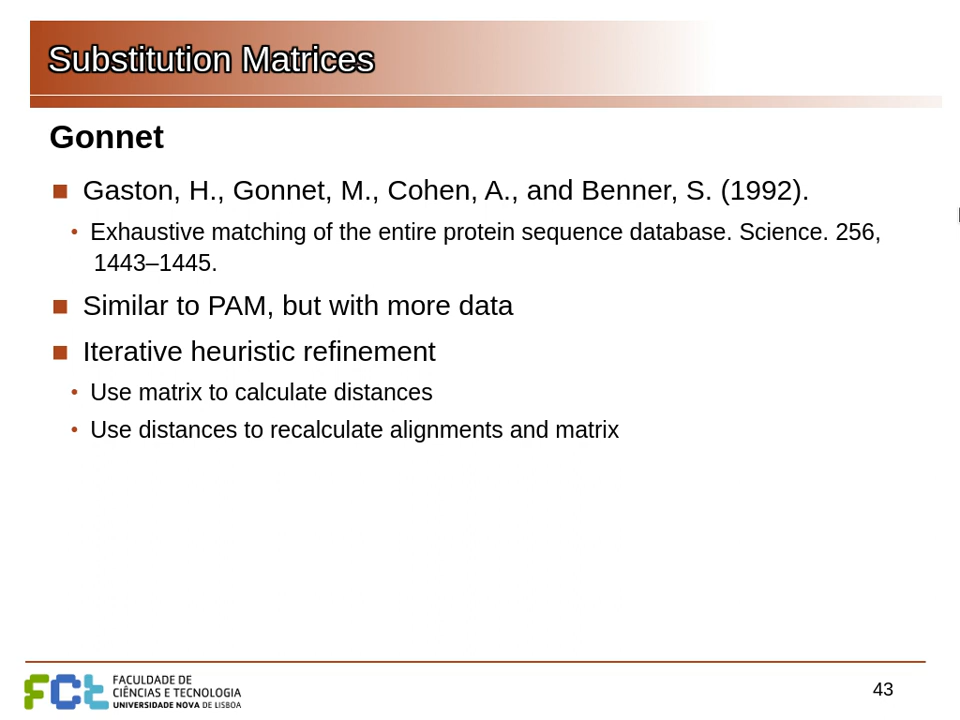 Substitution Matrices
Gonnet
■ Gaston, H., Gonnet, M., Cohen, A., and Benner, S. (1992).
• Exhaustive matching of the entire protein sequence database. Science. 256,
1443–1445.
■ Similar to PAM, but with more data
■ Iterative heuristic refinement
• Use matrix to calculate distances
• Use distances to recalculate alignments and matrix
FCt
FACULDADE DE
CIÊNCIAS E TECNOLOGIA
UNIVERSIDADE NOVA DE LISBOA
43